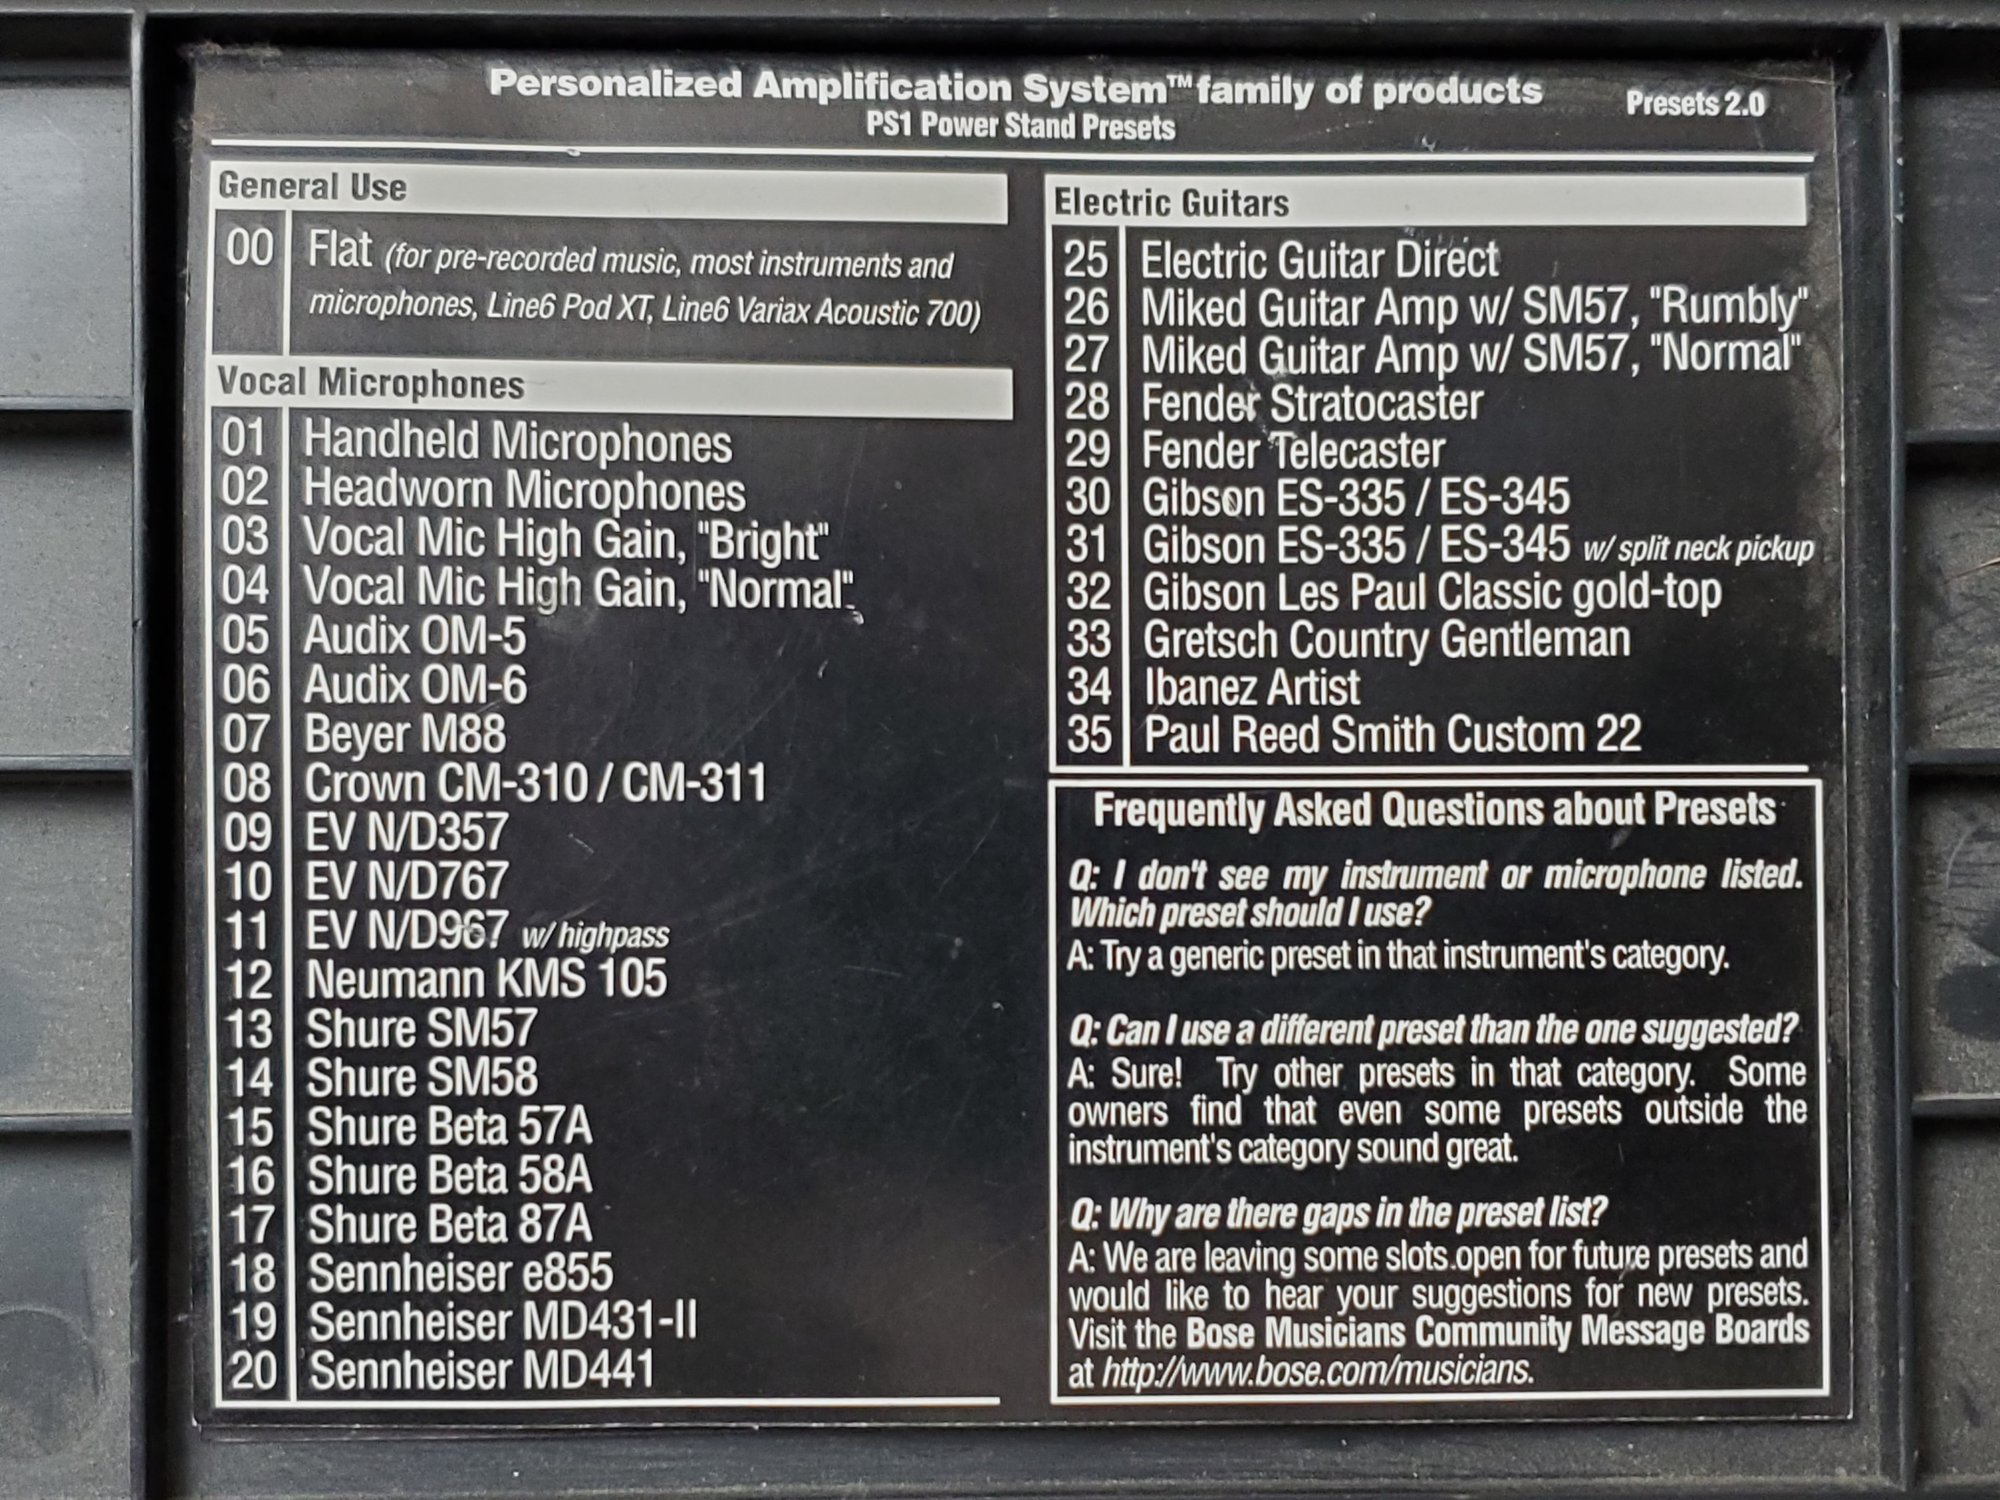 Personalized Amplification System™ family of products
Presets 2.0
PS1 Power Stand Presets
General Use
00 Flat (for pre-recorded music, most instruments and
microphones, Line6 Pod XT, Line6 Variax Acoustic 700)
Vocal Microphones
01 Handheld Microphones
02 Headworn Microphones
03 Vocal Mic High Gain, "Bright"
04 Vocal Mic High Gain, "Normal"
05 Audix OM-5
06 Audix OM-6
07 Beyer M88
08 Crown CM-310 / CM-311
09 EV N/D357
10 EV N/D767
11 EV N/D967 w/ highpass
12 Neumann KMS 105
13 Shure SM57
14 Shure SM58
15 Shure Beta 57A
16 Shure Beta 58A
17 Shure Beta 87A
18 Sennheiser e855
19 Sennheiser MD431-II
20 Sennheiser MD441
Electric Guitars
25 Electric Guitar Direct
26 Miked Guitar Amp w/ SM57, "Rumbly"
27 Miked Guitar Amp w/ SM57, "Normal"
28 Fender Stratocaster
29 Fender Telecaster
30 Gibson ES-335 / ES-345
31 Gibson ES-335 / ES-345 w/ split neck pickup
32 Gibson Les Paul Classic gold-top
33 Gretsch Country Gentleman
34 Ibanez Artist
35 Paul Reed Smith Custom 22
Frequently Asked Questions about Presets
Q: I don't see my instrument or microphone listed.
Which preset should I use?
A: Try a generic preset in that instrument's category.
Q: Can I use a different preset than the one suggested?
A: Sure! Try other presets in that category. Some
owners find that even some presets outside the
instrument's category sound great.
Q: Why are there gaps in the preset list?
A: We are leaving some slots open for future presets and
would like to hear your suggestions for new presets.
Visit the Bose Musicians Community Message Boards
at http://www.bose.com/musicians.